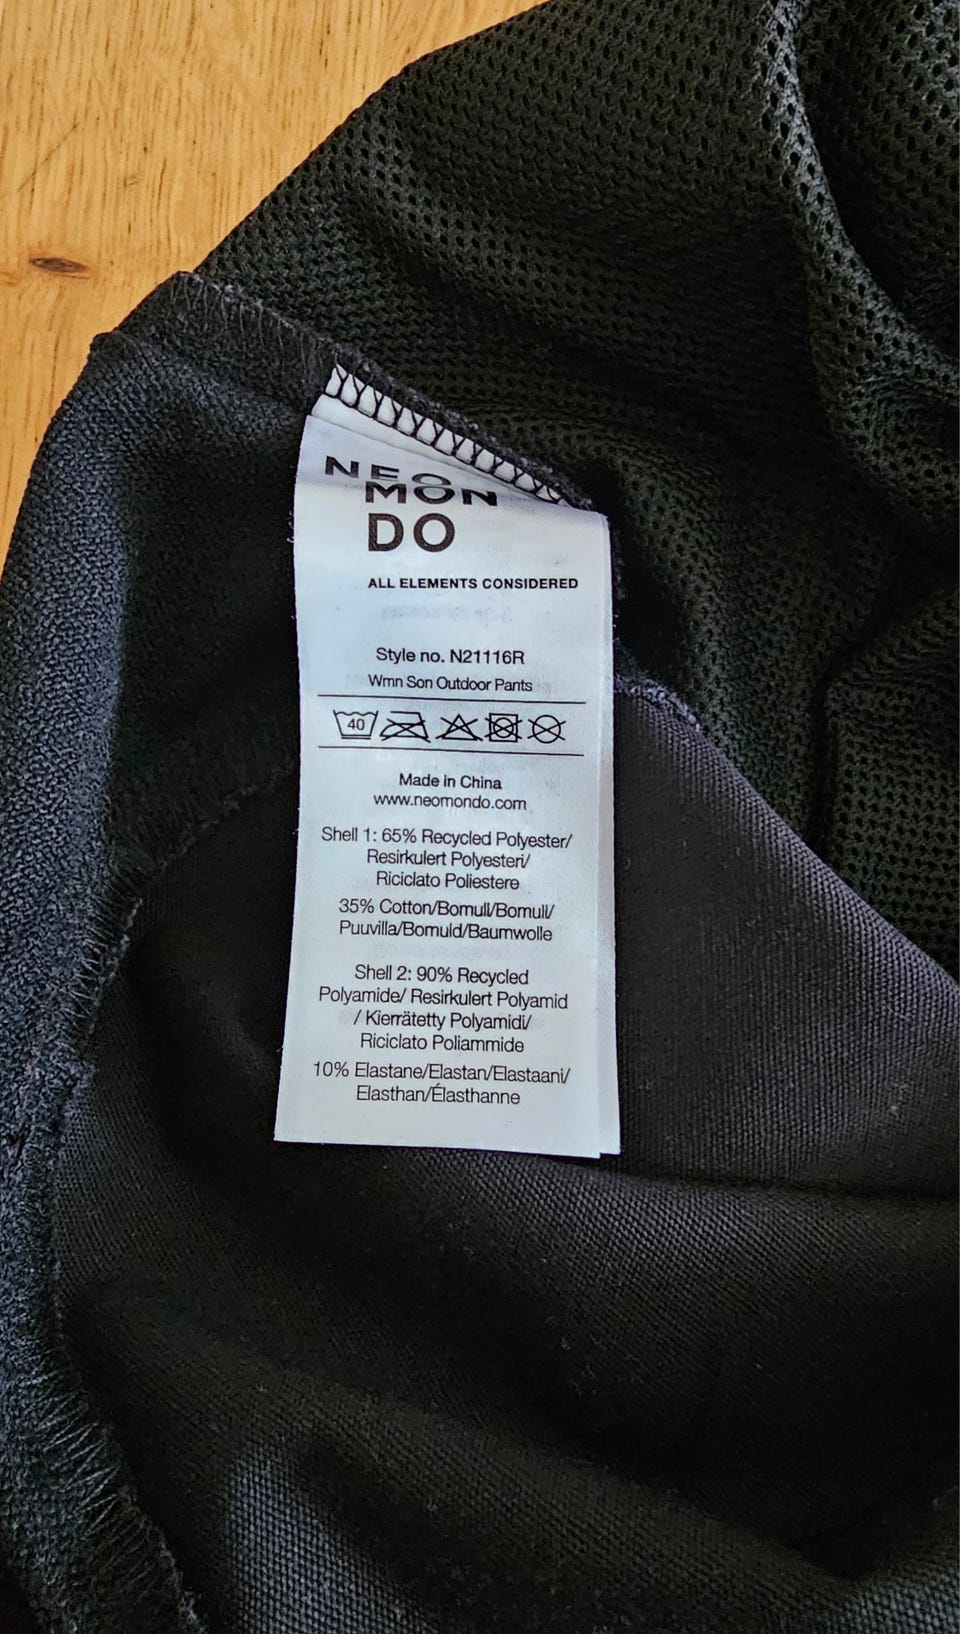 NEO
MON
DO
ALL ELEMENTS CONSIDERED
Style no. N21116R
Wmn Son Outdoor Pants
40
Made in China
www.neomondo.com
Shell 1: 65% Recycled Polyester/
Resirkulert Polyesteri/
Riciclato Poliestere
35% Cotton/Bomull/Bomull/
Puuvilla/Bomuld/Baumwolle
Shell 2: 90% Recycled
Polyamide/ Resirkulert Polyamid
/ Kierrätetty Polyamidi/
Riciclato Poliammide
10% Elastane/Elastan/Elastaani/
Elasthan/Élasthanne